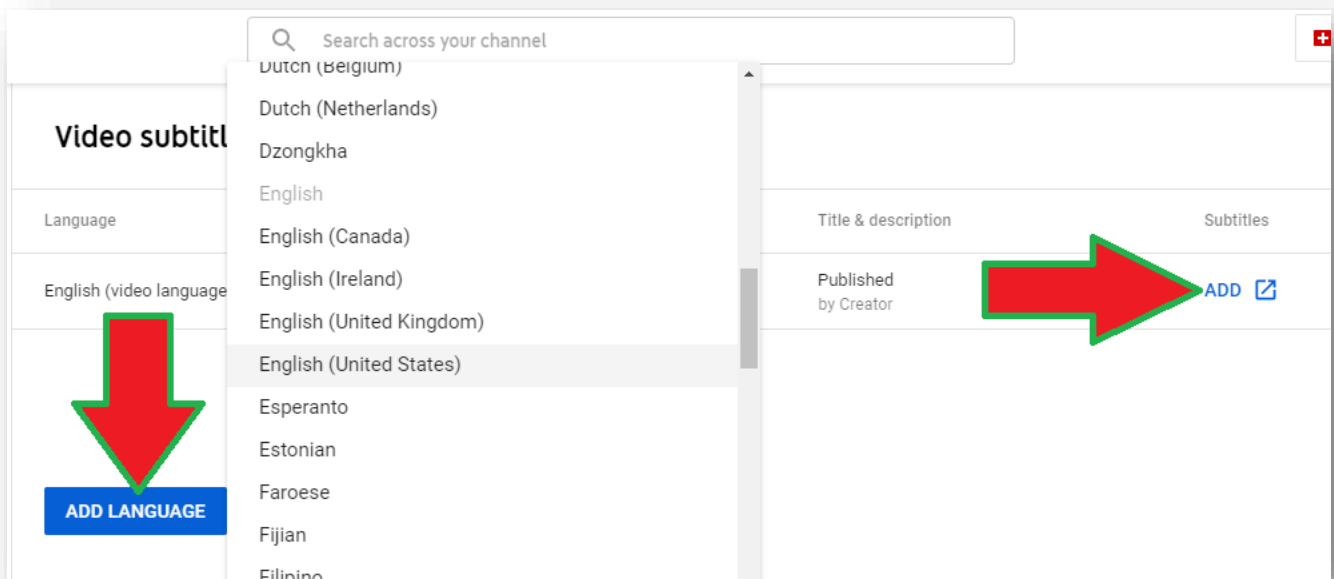 Search across your channel
Dutch (Belgium)
Dutch (Netherlands)
Video subtitl
Dzongkha
English
Language
Title & description
Subtitles
English (Canada)
English (Ireland)
English (video language
Published
by Creator
ADD
English (United Kingdom)
English (United States)
Esperanto
Estonian
Faroese
ADD LANGUAGE
Fijian
Filipino